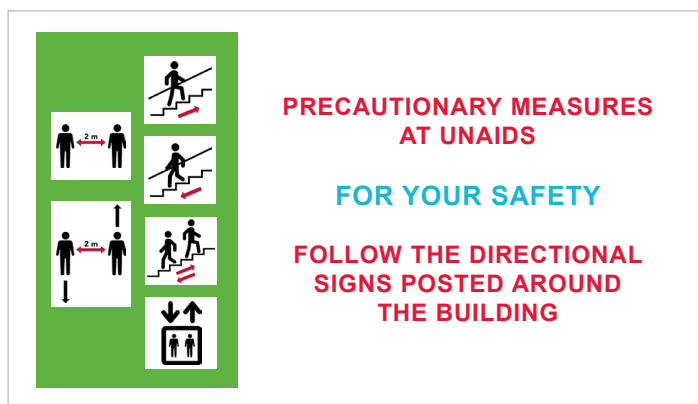 2 m
2 m
PRECAUTIONARY MEASURES
AT UNAIDS
FOR YOUR SAFETY
FOLLOW THE DIRECTIONAL
SIGNS POSTED AROUND
THE BUILDING